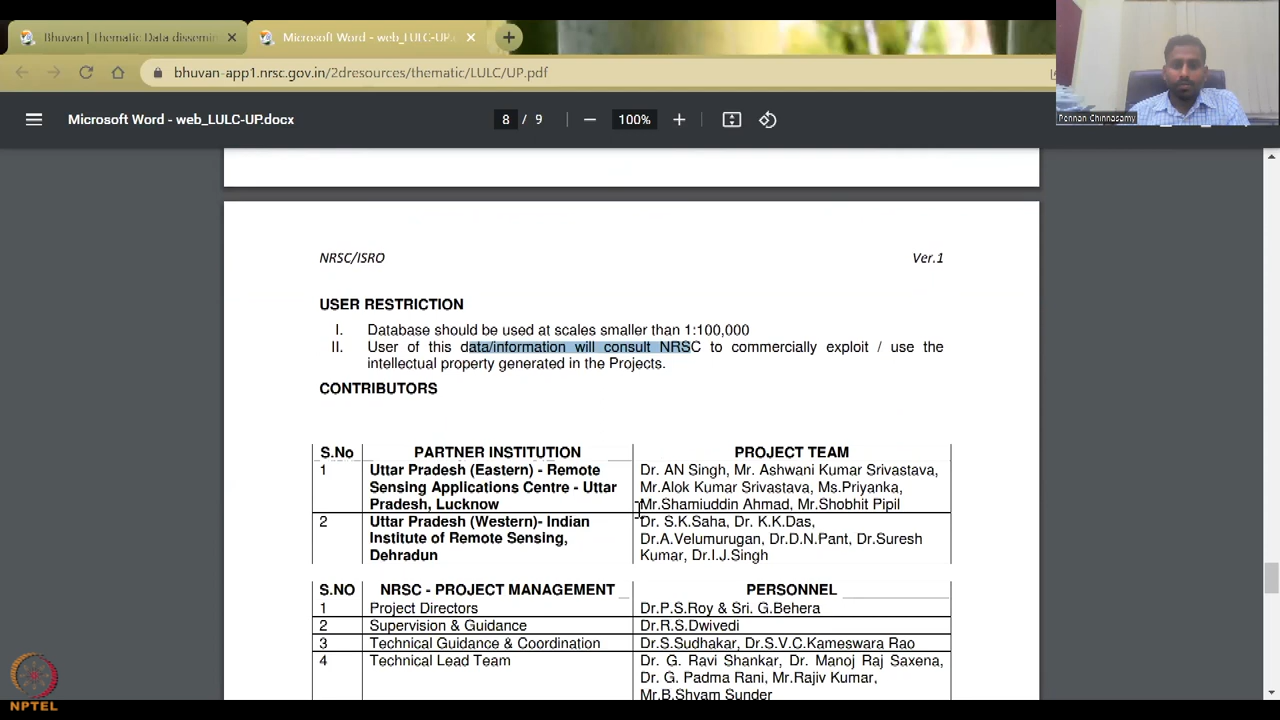 Bhuvan | Thematic Data dissemin
Microsoft Word - web_LULC-UP.
bhuvan-app1.nrsc.gov.in/2dresources/thematic/LULC/UP.pdf
Pennan Chinnasamy
Microsoft Word - web_LULC-UP.docx
8 / 9
100%
NRSC/ISRO
Ver.1
USER RESTRICTION
I. Database should be used at scales smaller than 1:100,000
II. User of this data/information will consult NRSC to commercially exploit / use the
intellectual property generated in the Projects.
CONTRIBUTORS
S.No PARTNER INSTITUTION PROJECT TEAM
1 Uttar Pradesh (Eastern) - Remote Dr. AN Singh, Mr. Ashwani Kumar Srivastava,
Sensing Applications Centre - Uttar Mr.Alok Kumar Srivastava, Ms.Priyanka,
Pradesh, Lucknow Mr.Shamiuddin Ahmad, Mr.Shobhit Pipil
2 Uttar Pradesh (Western)- Indian Dr. S.K.Saha, Dr. K.K.Das,
Institute of Remote Sensing, Dr.A.Velumurugan, Dr.D.N.Pant, Dr.Suresh
Dehradun Kumar, Dr.I.J.Singh
S.NO NRSC - PROJECT MANAGEMENT PERSONNEL
1 Project Directors Dr.P.S.Roy & Sri. G.Behera
2 Supervision & Guidance Dr.R.S.Dwivedi
3 Technical Guidance & Coordination Dr.S.Sudhakar, Dr.S.V.C.Kameswara Rao
4 Technical Lead Team Dr. G. Ravi Shankar, Dr. Manoj Raj Saxena,
Dr. G. Padma Rani, Mr.Rajiv Kumar,
Mr.B.Shyam Sunder
NPTEL